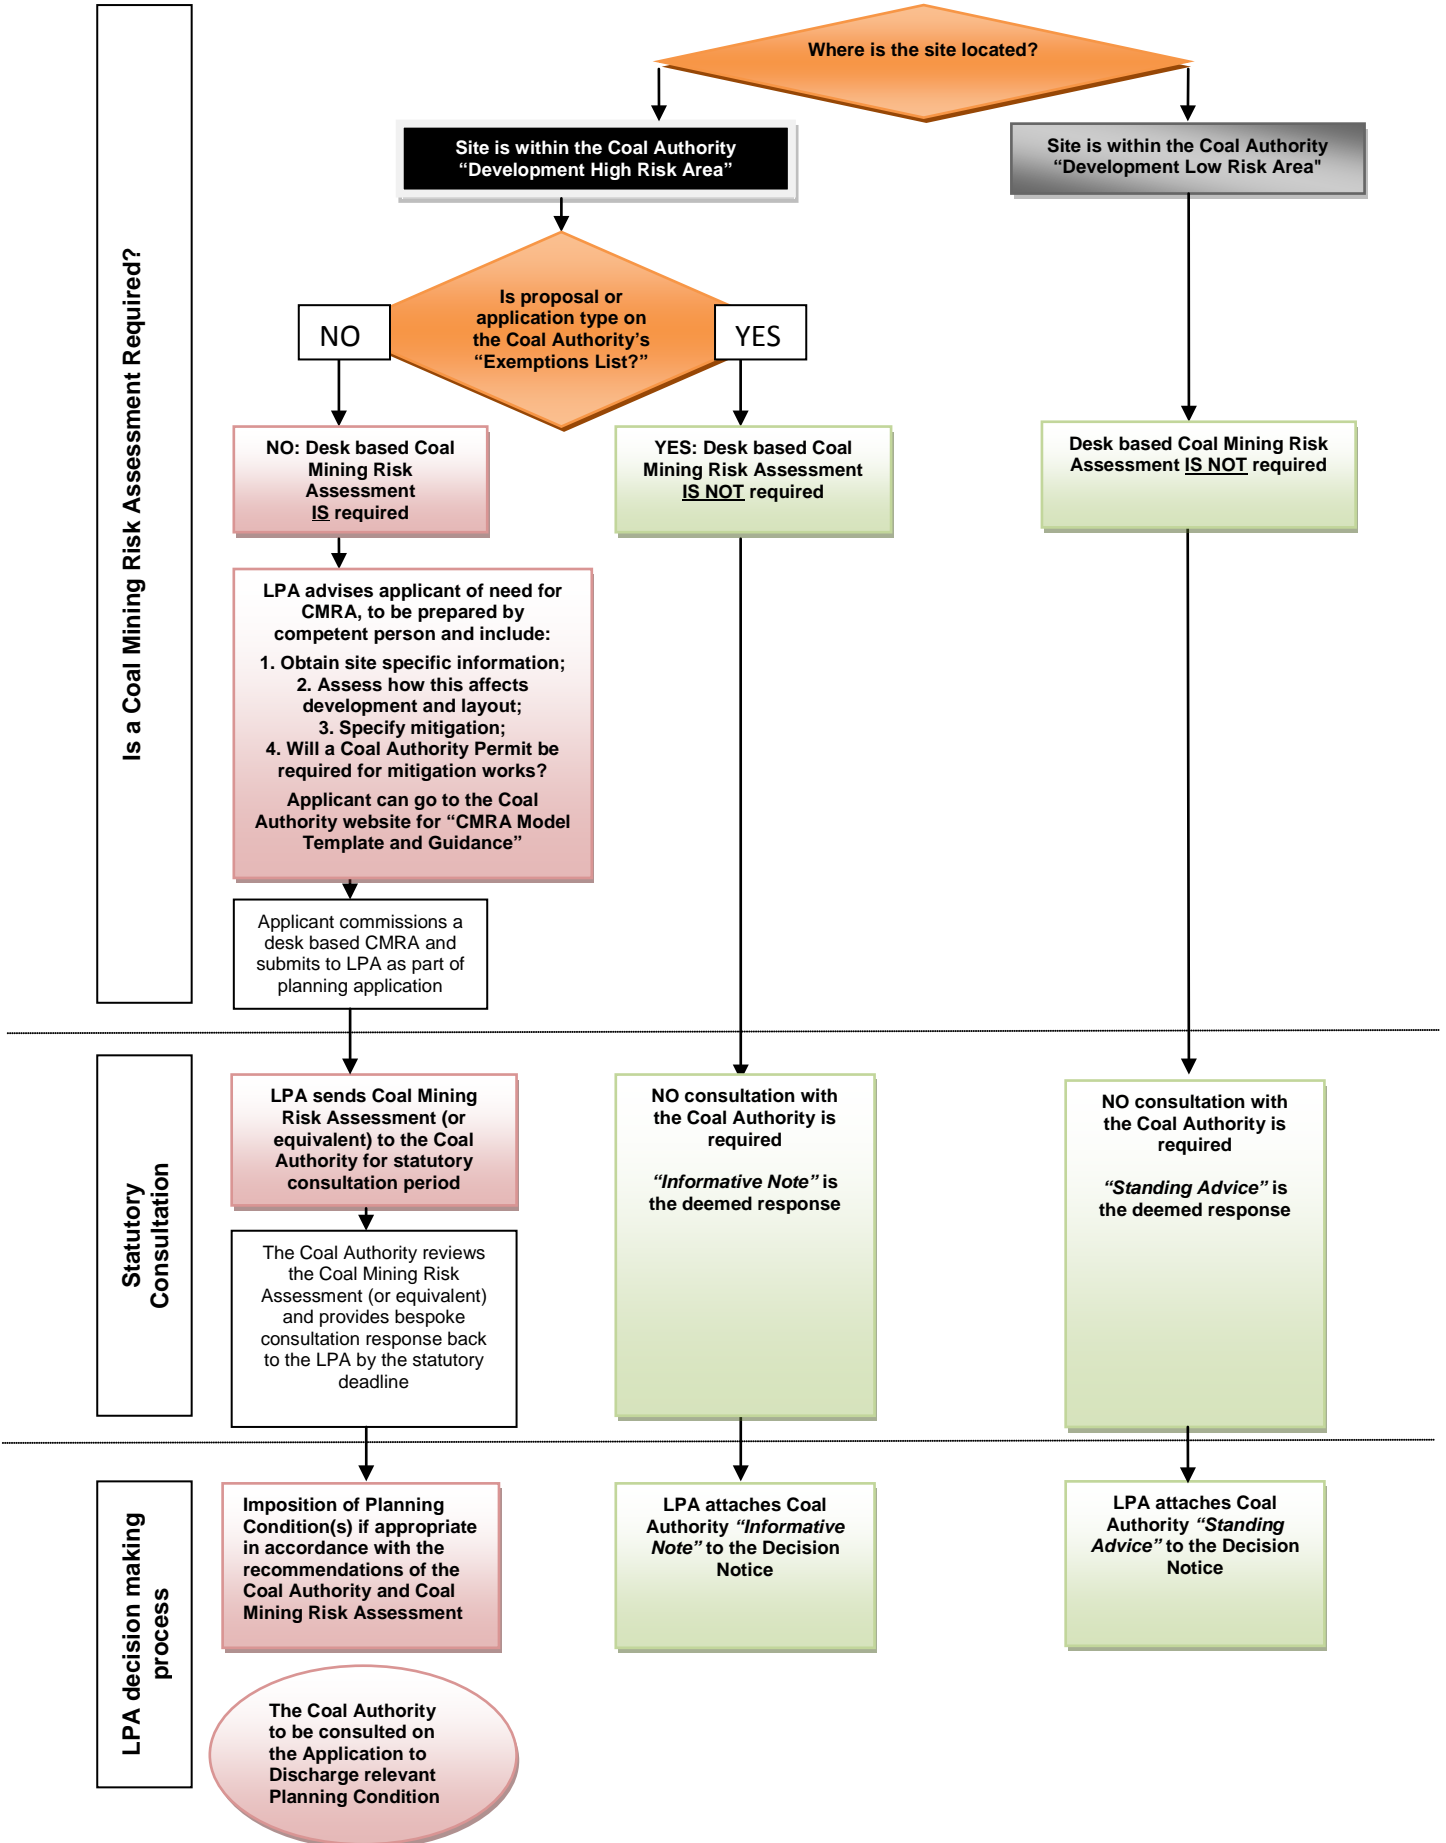 Where is the site located?
Site is within the Coal Authority
“Development High Risk Area”
Site is within the Coal Authority
“Development Low Risk Area"
Is a Coal Mining Risk Assessment Required?
Is proposal or
application type on
the Coal Authority’s
“Exemptions List?”
NO
YES
NO: Desk based Coal
Mining Risk
Assessment
IS required
YES: Desk based Coal
Mining Risk Assessment
IS NOT required
Desk based Coal Mining Risk
Assessment IS NOT required
LPA advises applicant of need for
CMRA, to be prepared by
competent person and include:
1. Obtain site specific information;
2. Assess how this affects
development and layout;
3. Specify mitigation;
4. Will a Coal Authority Permit be
required for mitigation works?
Applicant can go to the Coal
Authority website for “CMRA Model
Template and Guidance”
Applicant commissions a
desk based CMRA and
submits to LPA as part of
planning application
Statutory
Consultation
LPA sends Coal Mining
Risk Assessment (or
equivalent) to the Coal
Authority for statutory
consultation period
The Coal Authority reviews
the Coal Mining Risk
Assessment (or equivalent)
and provides bespoke
consultation response back
to the LPA by the statutory
deadline
NO consultation with
the Coal Authority is
required
“Informative Note” is
the deemed response
NO consultation with
the Coal Authority is
required
“Standing Advice” is
the deemed response
LPA decision making
process
Imposition of Planning
Condition(s) if appropriate
in accordance with the
recommendations of the
Coal Authority and Coal
Mining Risk Assessment
LPA attaches Coal
Authority “Informative
Note” to the Decision
Notice
LPA attaches Coal
Authority “Standing
Advice” to the Decision
Notice
The Coal Authority
to be consulted on
the Application to
Discharge relevant
Planning Condition